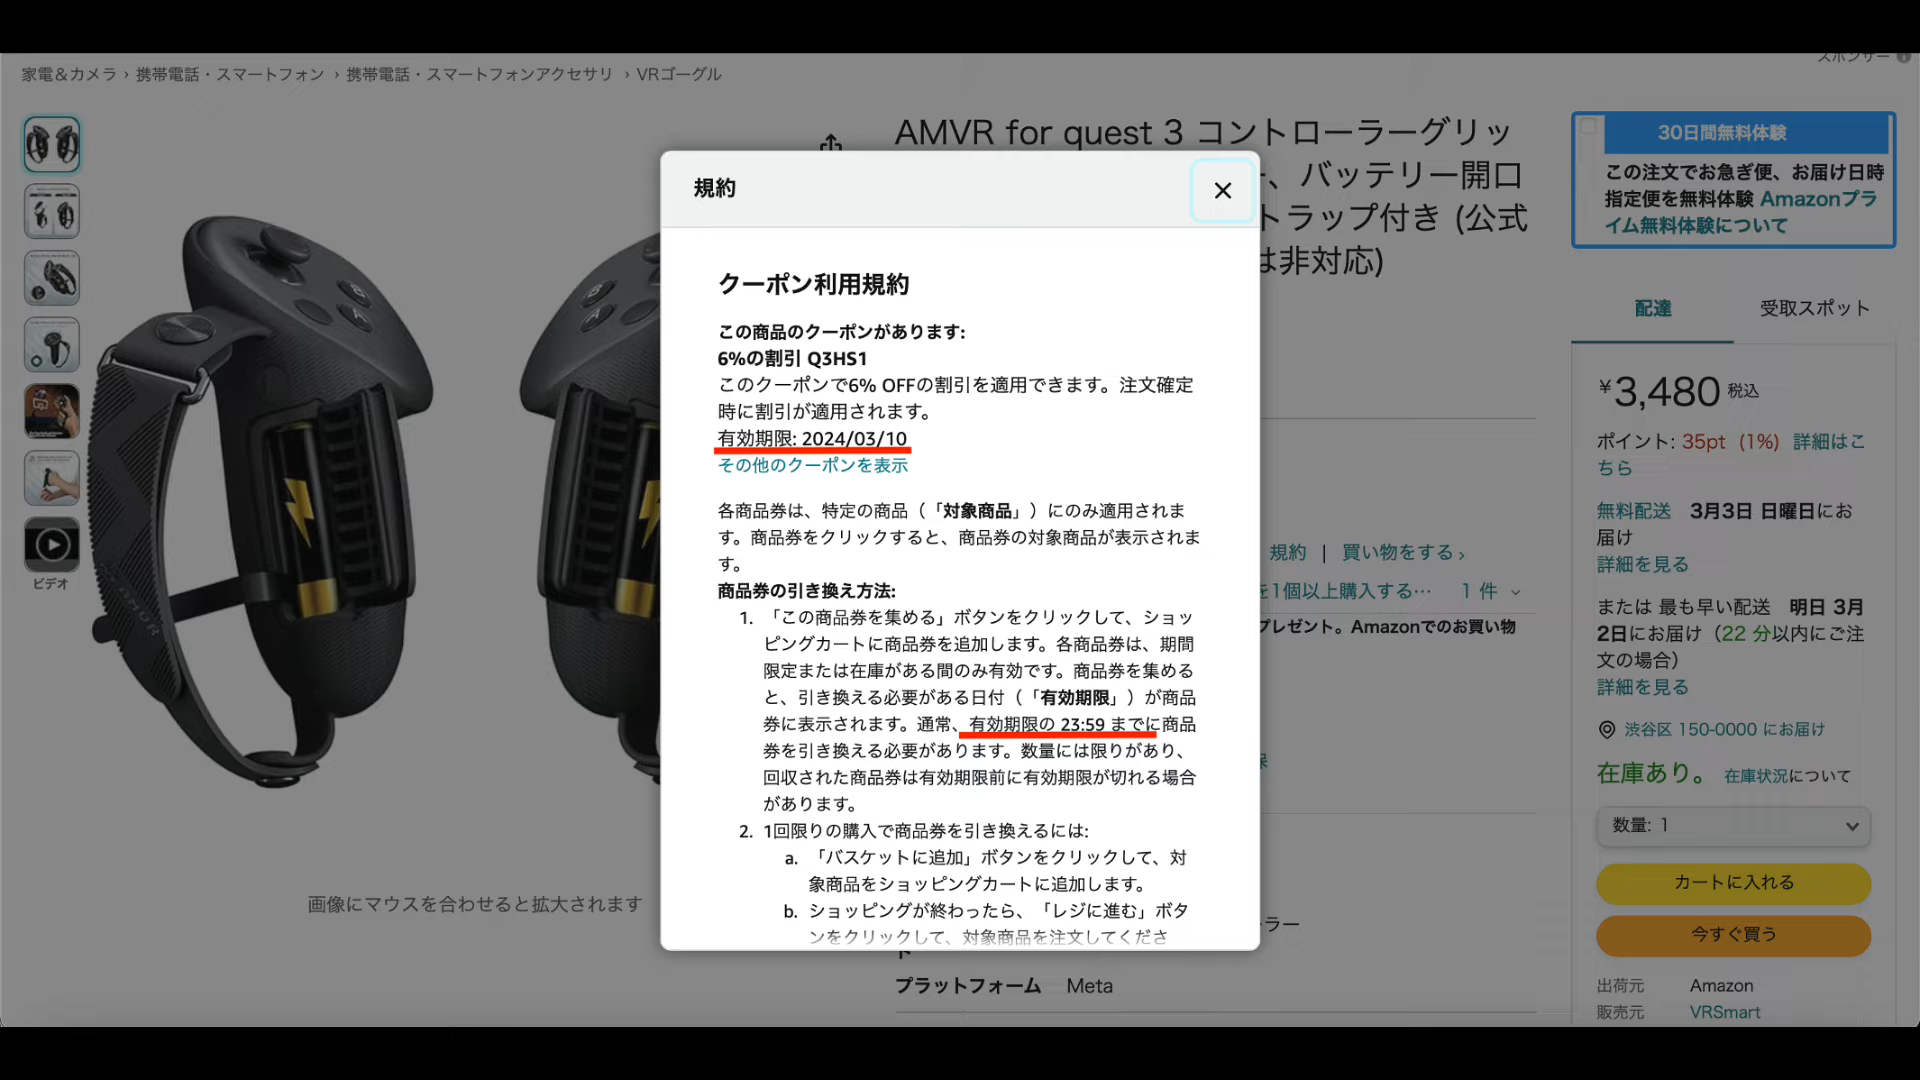 スポンサー
家電＆カメラ › 携帯電話・スマートフォン › 携帯電話・スマートフォンアクセサリ › VRゴーグル
ビデオ
画像にマウスを合わせると拡大されます
AMVR for quest 3 コントローラーグリッ
、バッテリー開口
トラップ付き (公式
は非対応)
規約
クーポン利用規約
この商品のクーポンがあります:
6%の割引 Q3HS1
このクーポンで6% OFFの割引を適用できます。注文確定
時に割引が適用されます。
有効期限: 2024/03/10
その他のクーポンを表示
各商品券は、特定の商品（「対象商品」）にのみ適用されま
す。商品券をクリックすると、商品券の対象商品が表示されま
す。
商品券の引き換え方法:
1. 「この商品券を集める」ボタンをクリックして、ショッ
ピングカートに商品券を追加します。各商品券は、期間
限定または在庫がある間のみ有効です。商品券を集める
と、引き換える必要がある日付（「有効期限」）が商品
券に表示されます。通常、有効期限の 23:59 までに商品
券を引き換える必要があります。数量には限りがあり、
回収された商品券は有効期限前に有効期限が切れる場合
があります。
2. 1回限りの購入で商品券を引き換えるには:
a. 「バスケットに追加」ボタンをクリックして、対
象商品をショッピングカートに追加します。
b. ショッピングが終わったら、「レジに進む」ボタ
ンをクリックして、対象商品を注文してくださ
規約 | 買い物をする ›
を1個以上購入する… 1 件
プレゼント。Amazonでのお買い物
保
ーラー
ト
プラットフォーム Meta
30日間無料体験
この注文でお急ぎ便、お届け日時
指定便を無料体験 Amazonプラ
イム無料体験について
配達 受取スポット
¥3,480 税込
ポイント: 35pt (1%) 詳細はこ
ちら
無料配送 3月3日 日曜日にお
届け
詳細を見る
または 最も早い配送 明日 3月
2日にお届け（22 分以内にご注
文の場合）
詳細を見る
渋谷区 150-0000 にお届け
在庫あり。 在庫状況について
数量: 1
カートに入れる
今すぐ買う
出荷元 Amazon
販売元 VRSmart